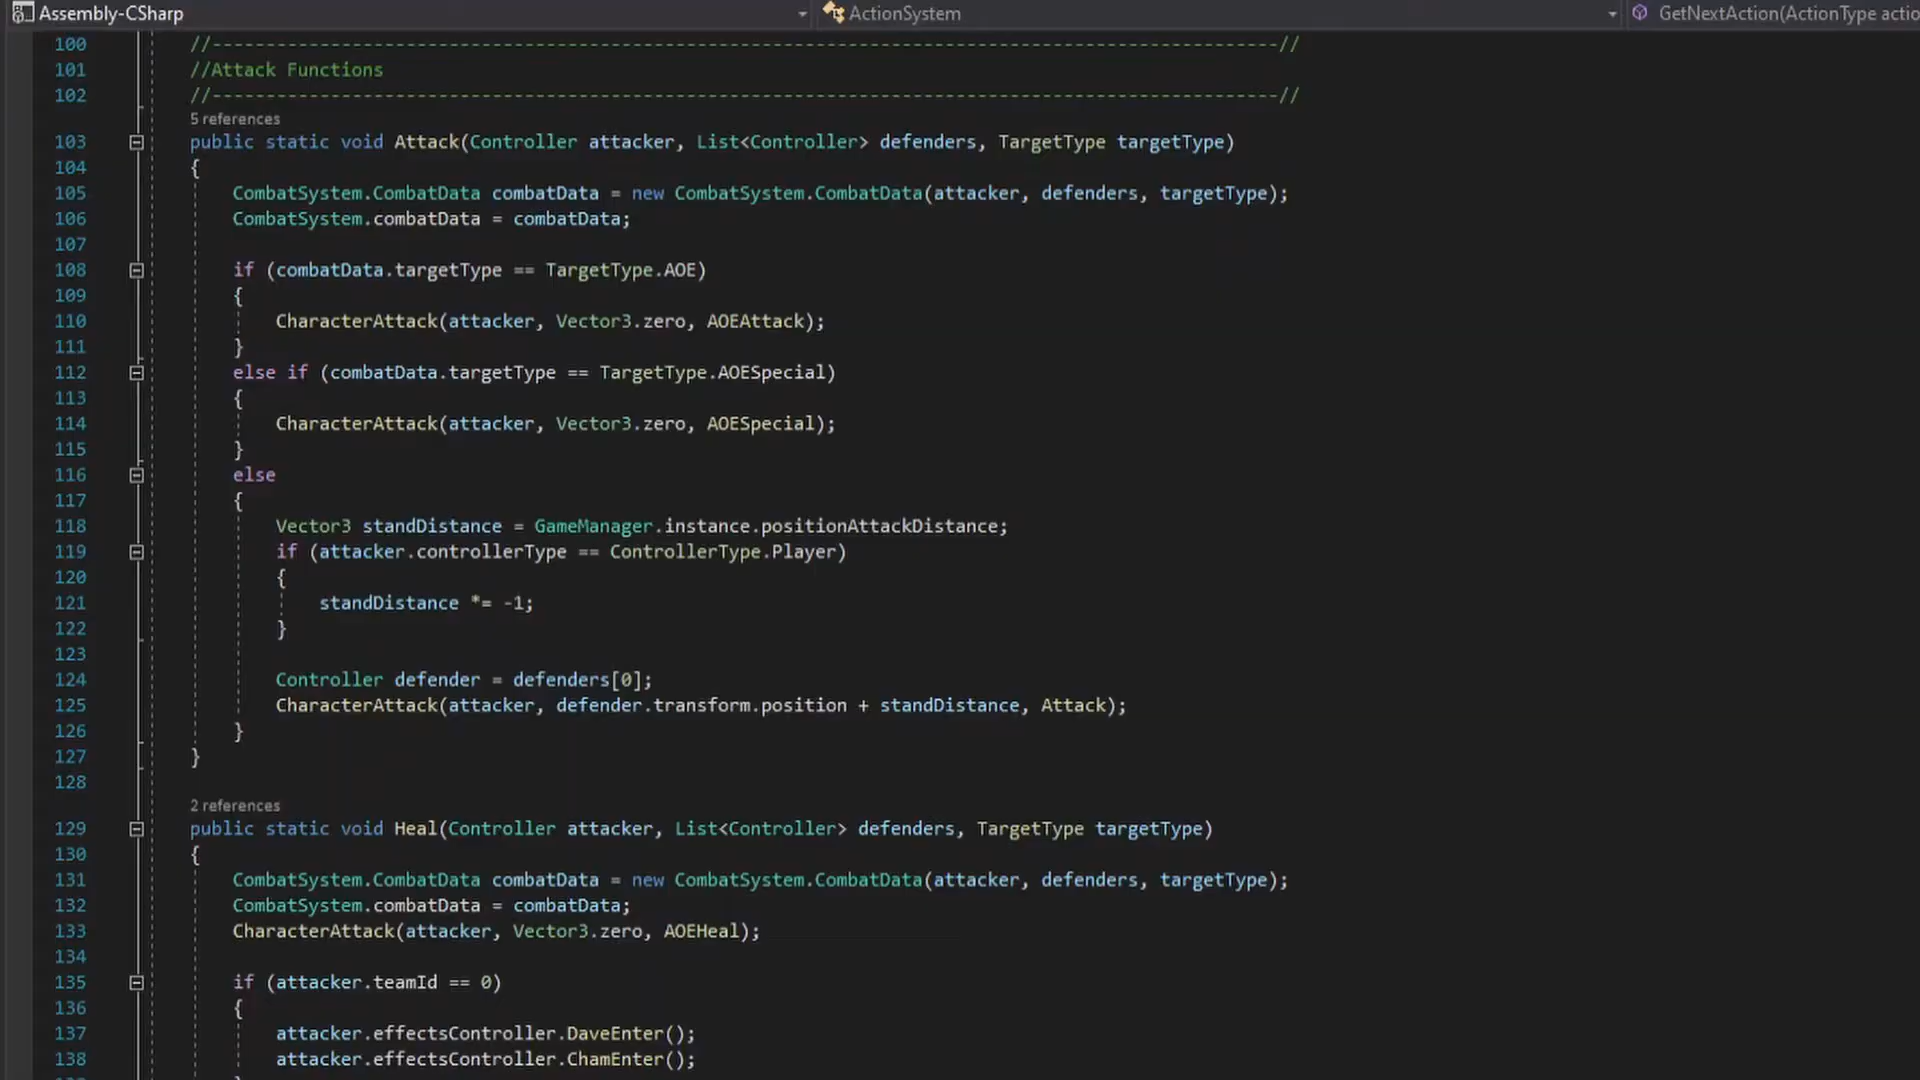 Assembly-CSharp ActionSystem GetNextAction(ActionType actio
100 //---------------------------------------------------------------------------------------------------//
101 //Attack Functions
102 //---------------------------------------------------------------------------------------------------//
5 references
103 public static void Attack(Controller attacker, List<Controller> defenders, TargetType targetType)
104 {
105 CombatSystem.CombatData combatData = new CombatSystem.CombatData(attacker, defenders, targetType);
106 CombatSystem.combatData = combatData;
107
108 if (combatData.targetType == TargetType.AOE)
109 {
110 CharacterAttack(attacker, Vector3.zero, AOEAttack);
111 }
112 else if (combatData.targetType == TargetType.AOESpecial)
113 {
114 CharacterAttack(attacker, Vector3.zero, AOESpecial);
115 }
116 else
117 {
118 Vector3 standDistance = GameManager.instance.positionAttackDistance;
119 if (attacker.controllerType == ControllerType.Player)
120 {
121 standDistance *= -1;
122 }
123
124 Controller defender = defenders[0];
125 CharacterAttack(attacker, defender.transform.position + standDistance, Attack);
126 }
127 }
128
2 references
129 public static void Heal(Controller attacker, List<Controller> defenders, TargetType targetType)
130 {
131 CombatSystem.CombatData combatData = new CombatSystem.CombatData(attacker, defenders, targetType);
132 CombatSystem.combatData = combatData;
133 CharacterAttack(attacker, Vector3.zero, AOEHeal);
134
135 if (attacker.teamId == 0)
136 {
137 attacker.effectsController.DaveEnter();
138 attacker.effectsController.ChamEnter();